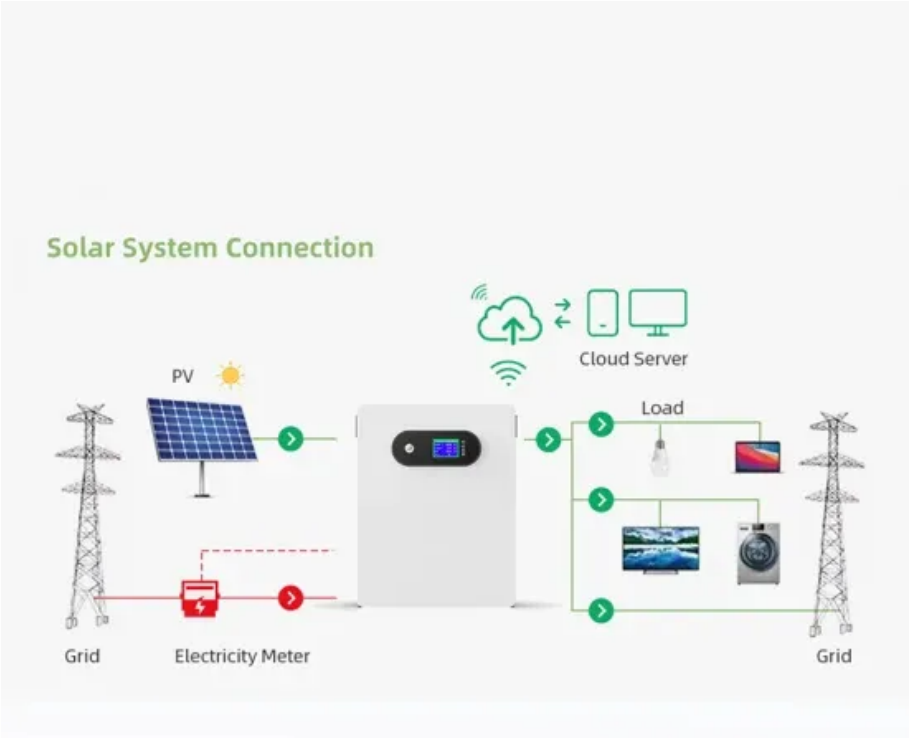 Solar System Connection
Cloud Server
PV
Load
Grid
Electricity Meter
Grid